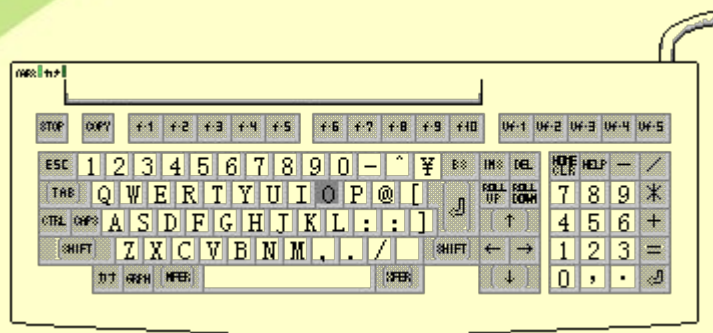 CAPS カナ
STOP COPY f·1 f·2 f·3 f·4 f·5 f·6 f·7 f·8 f·9 f·10 Vf·1 Vf·2 Vf·3 Vf·4 Vf·5
ESC 1 2 3 4 5 6 7 8 9 0 - ^ ¥ BS INS DEL HOME CLR HELP - /
TAB Q W E R T Y U I O P @ [ ROLL UP ROLL DOWN 7 8 9 *
CTRL CAPS A S D F G H J K L : : ] ↑ 4 5 6 +
SHIFT Z X C V B N M , . / SHIFT ← → 1 2 3 =
カナ GRPH NFER XFER ↓ 0 , .